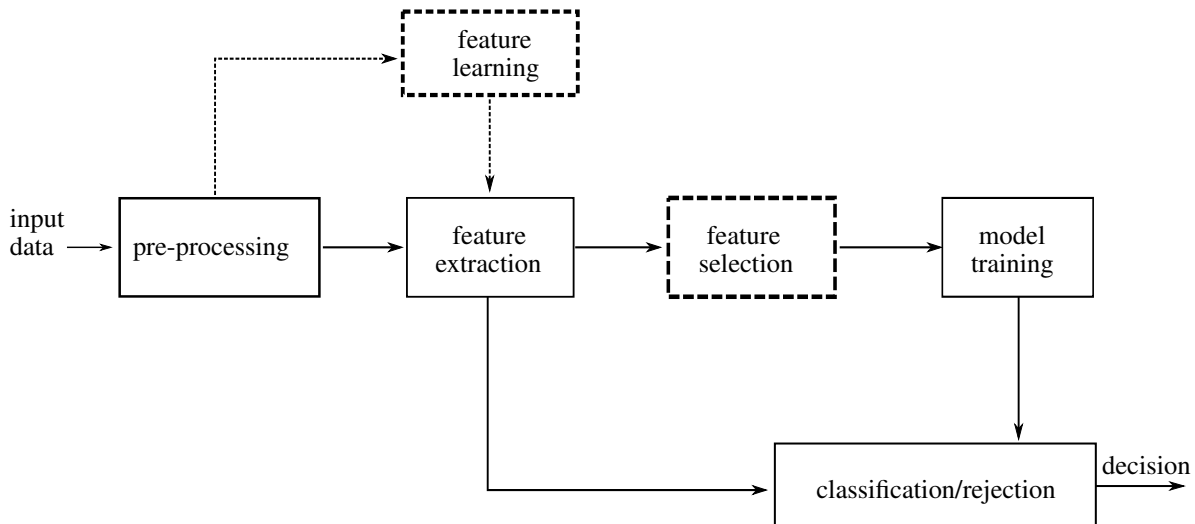 feature
learning
input
data
pre-processing
feature
extraction
feature
selection
model
training
decision
classification/rejection